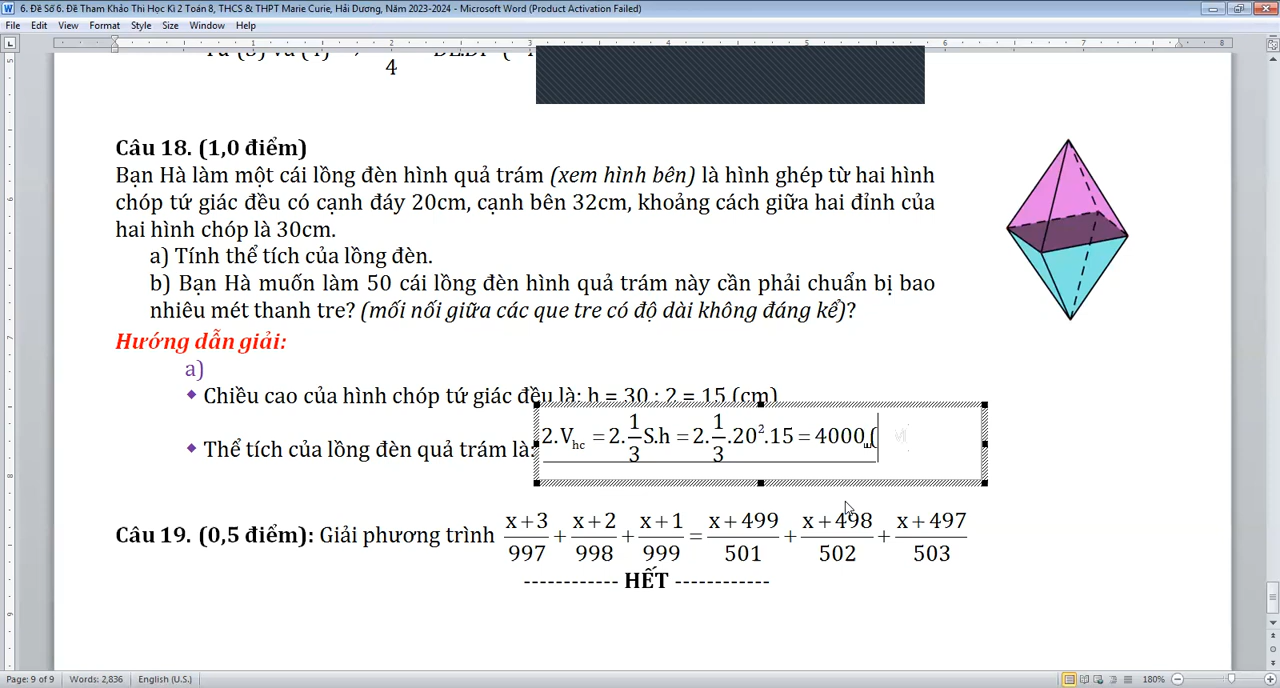 6. Đề Số 6. Đề Tham Khảo Thi Học Kì 2 Toán 8, THCS & THPT Marie Curie, Hải Dương, Năm 2023-2024 - Microsoft Word (Product Activation Failed)
File Edit View Format Style Size Window Help
1 2 3 4 5 6 7 8
4
Câu 18. (1,0 điểm)
Bạn Hà làm một cái lồng đèn hình quả trám (xem hình bên) là hình ghép từ hai hình
chóp tứ giác đều có cạnh đáy 20cm, cạnh bên 32cm, khoảng cách giữa hai đỉnh của
hai hình chóp là 30cm.
a) Tính thể tích của lồng đèn.
b) Bạn Hà muốn làm 50 cái lồng đèn hình quả trám này cần phải chuẩn bị bao
nhiêu mét thanh tre? (mối nối giữa các que tre có độ dài không đáng kể)?
Hướng dẫn giải:
a)
Chiều cao của hình chóp tứ giác đều là: h = 30 : 2 = 15 (cm)
Thể tích của lồng đèn quả trám là: 2.V_hc = 2.1/3 S.h = 2.1/3.20².15 = 4000 (
Câu 19. (0,5 điểm): Giải phương trình x+3/997 + x+2/998 + x+1/999 = x+499/501 + x+498/502 + x+497/503
------------ HẾT ------------
Page: 9 of 9 Words: 2,836 English (U.S.) 180%